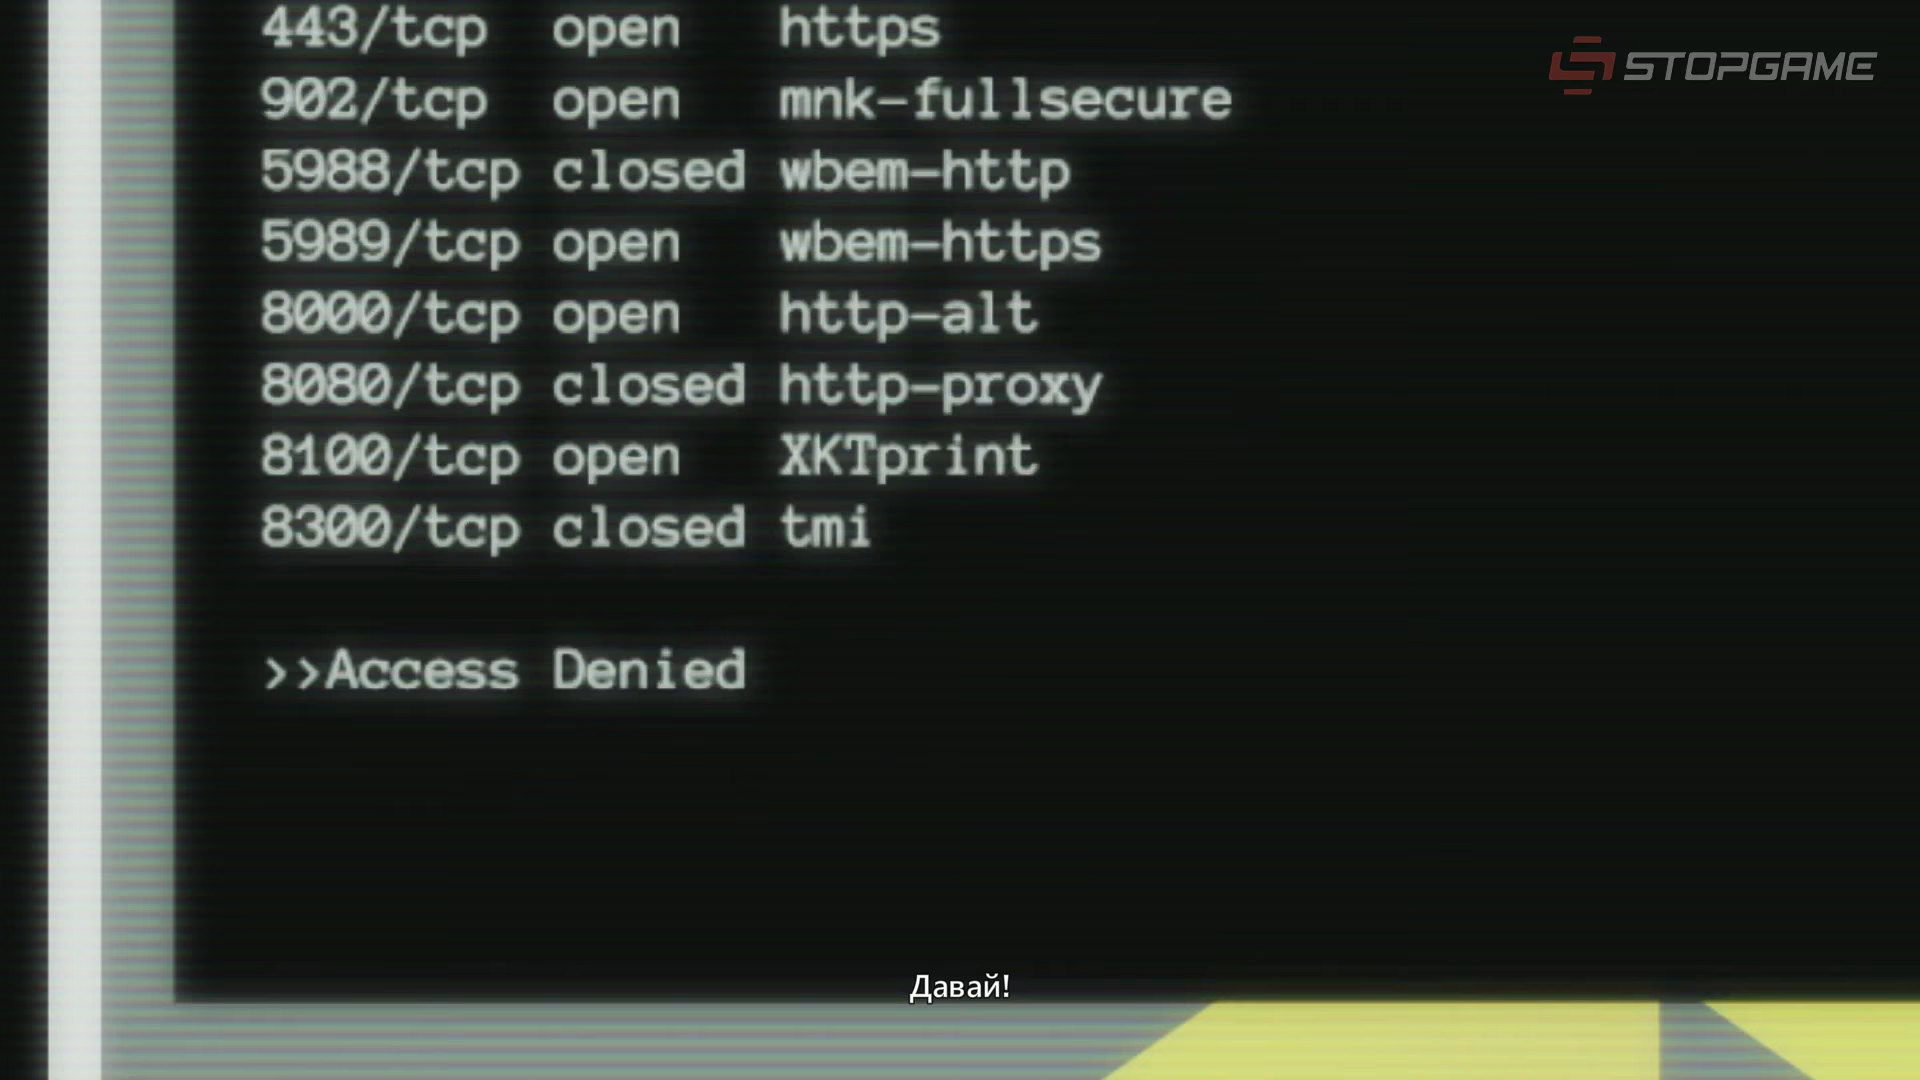 443/tcp open https
STOPGAME
902/tcp open mnk-fullsecure
5988/tcp closed wbem-http
5989/tcp open wbem-https
8000/tcp open http-alt
8080/tcp closed http-proxy
8100/tcp open XKTprint
8300/tcp closed tmi
>>Access Denied
Давай!